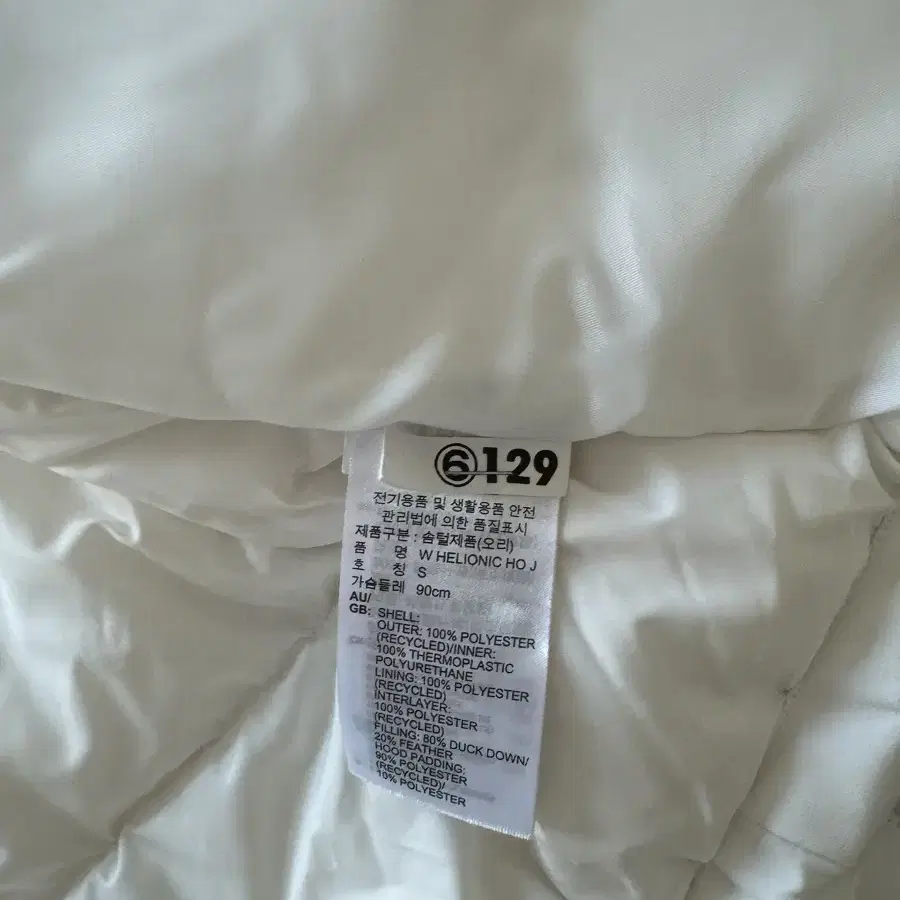 ⑥129
전기용품 및 생활용품 안전
관리법에 의한 품질표시
제품구분 : 솜털제품(오리)
품 명 W HELIONIC HO J
호 칭 S
가슴둘레 90cm
AU/
GB: SHELL:
OUTER: 100% POLYESTER
(RECYCLED)/INNER:
100% THERMOPLASTIC
POLYURETHANE
LINING: 100% POLYESTER
(RECYCLED)
INTERLAYER:
100% POLYESTER
(RECYCLED)
FILLING: 80% DUCK DOWN/
20% FEATHER
HOOD PADDING:
90% POLYESTER
(RECYCLED)/
10% POLYESTER